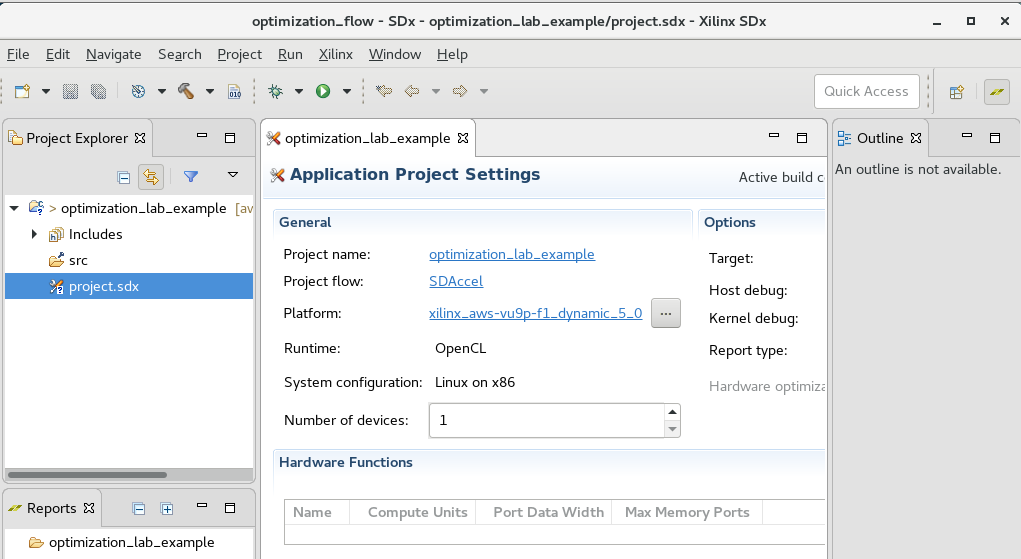 optimization_flow - SDx - optimization_lab_example/project.sdx - Xilinx SDx
File Edit Navigate Search Project Run Xilinx Window Help
010
Quick Access
Project Explorer
> optimization_lab_example [av
Includes
src
project.sdx
Reports
optimization_lab_example
optimization_lab_example
Application Project Settings
Active build co
General
Project name: optimization_lab_example
Project flow: SDAccel
Platform: xilinx_aws-vu9p-f1_dynamic_5_0 ...
Runtime: OpenCL
System configuration: Linux on x86
Number of devices: 1
Options
Target:
Host debug:
Kernel debug:
Report type:
Hardware optimiza
Hardware Functions
Name Compute Units Port Data Width Max Memory Ports
Outline
An outline is not available.